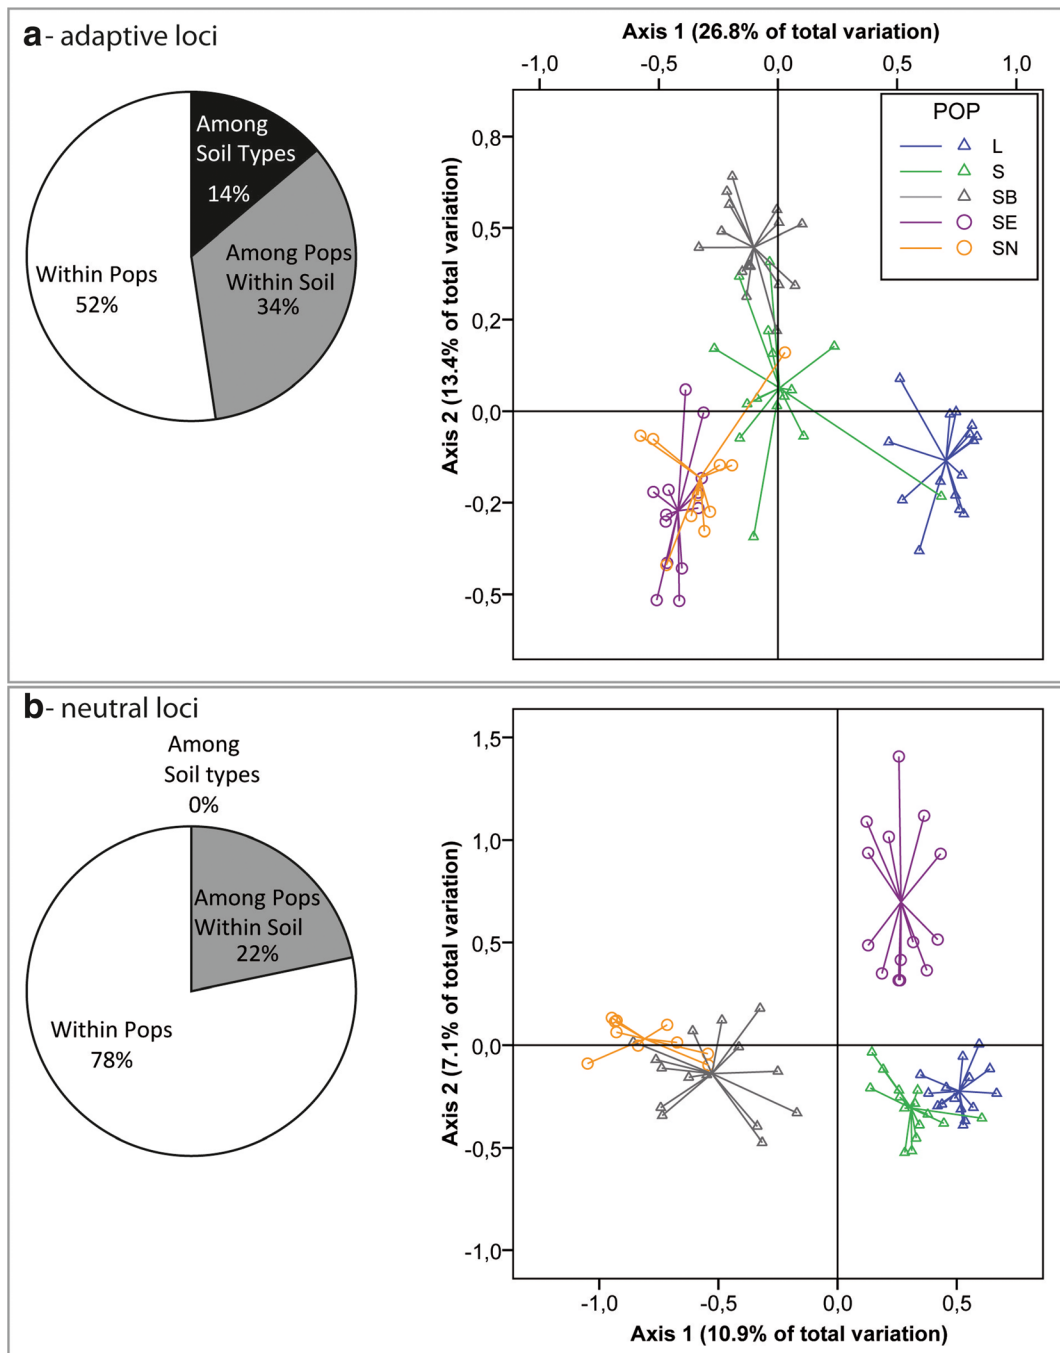 a- adaptive loci
Among
Soil Types
14%
Among Pops
Within Soil
34%
Within Pops
52%
Axis 1 (26.8% of total variation)
-1,0 -0,5 0,0 0,5 1,0
Axis 2 (13.4% of total variation)
0,8
0,5
0,2
0,0
-0,2
-0,5
POP
L
S
SB
SE
SN
b- neutral loci
Among
Soil types
0%
Among Pops
Within Soil
22%
Within Pops
78%
Axis 2 (7.1% of total variation)
1,5
1,0
0,5
0,0
-0,5
-1,0
-1,0 -0,5 0,0 0,5
Axis 1 (10.9% of total variation)